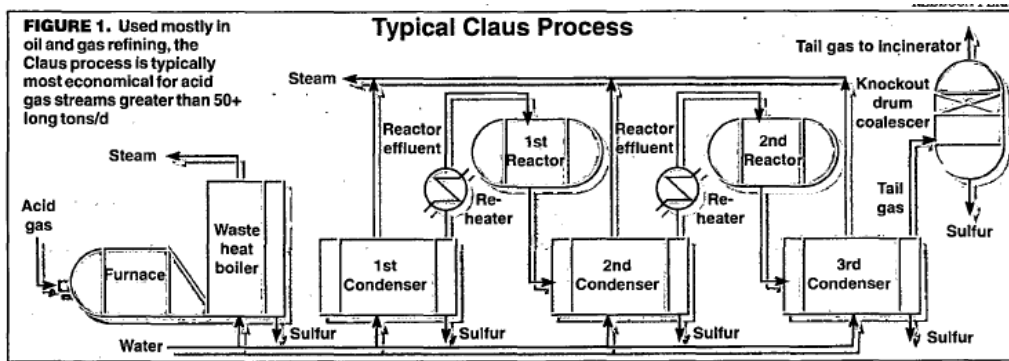 FIGURE 1. Used mostly in
oil and gas refining, the
Claus process is typically
most economical for acid
gas streams greater than 50+
long tons/d
Typical Claus Process
Tail gas to incinerator
Knockout
drum
coalescer
Steam
Reactor
effluent
1st
Reactor
Reactor
effluent
2nd
Reactor
Steam
Re-
heater
Re-
heater
Tail
gas
Acid
gas
Waste
heat
boiler
Furnace
1st
Condenser
2nd
Condenser
3rd
Condenser
Sulfur
Sulfur
Sulfur
Sulfur
Sulfur
Water